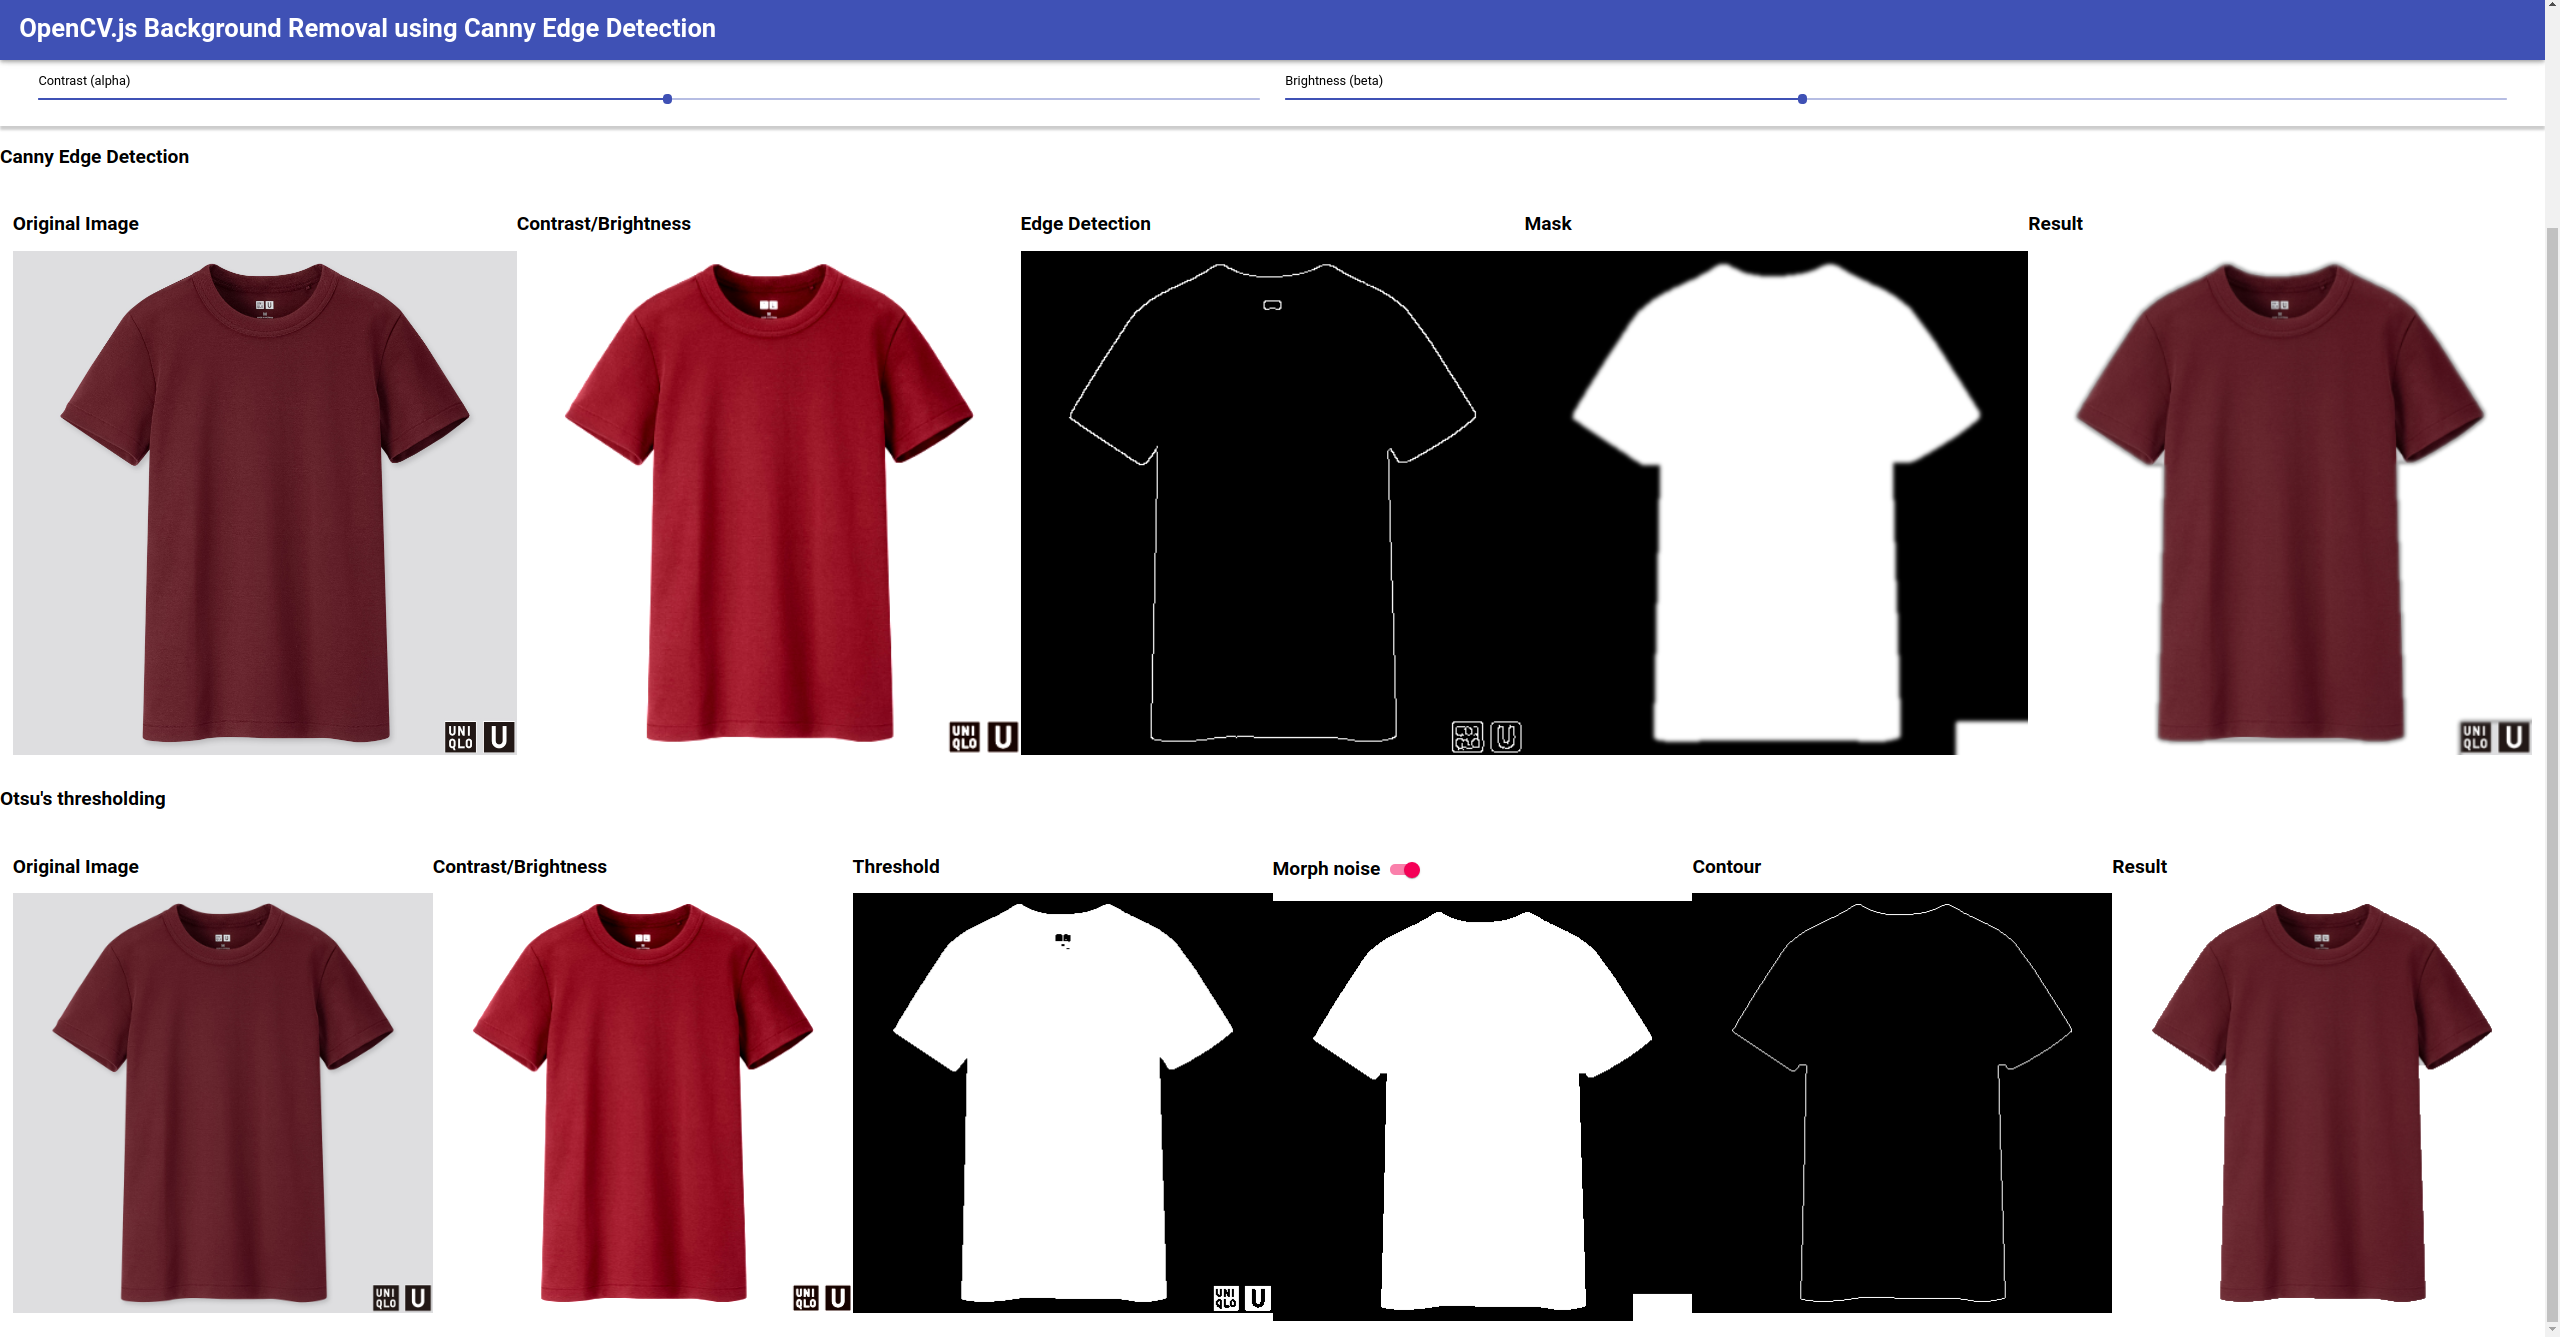 OpenCV.js Background Removal using Canny Edge Detection
Contrast (alpha)
Brightness (beta)
Canny Edge Detection
Original Image
Contrast/Brightness
Edge Detection
Mask
Result
UNI
QLO
U
UNI
QLO
U
U
UNI
QLO
U
Otsu's thresholding
Original Image
Contrast/Brightness
Threshold
Morph noise
Contour
Result
UNI
QLO
U
UNI
QLO
U
UNI
QLO
U